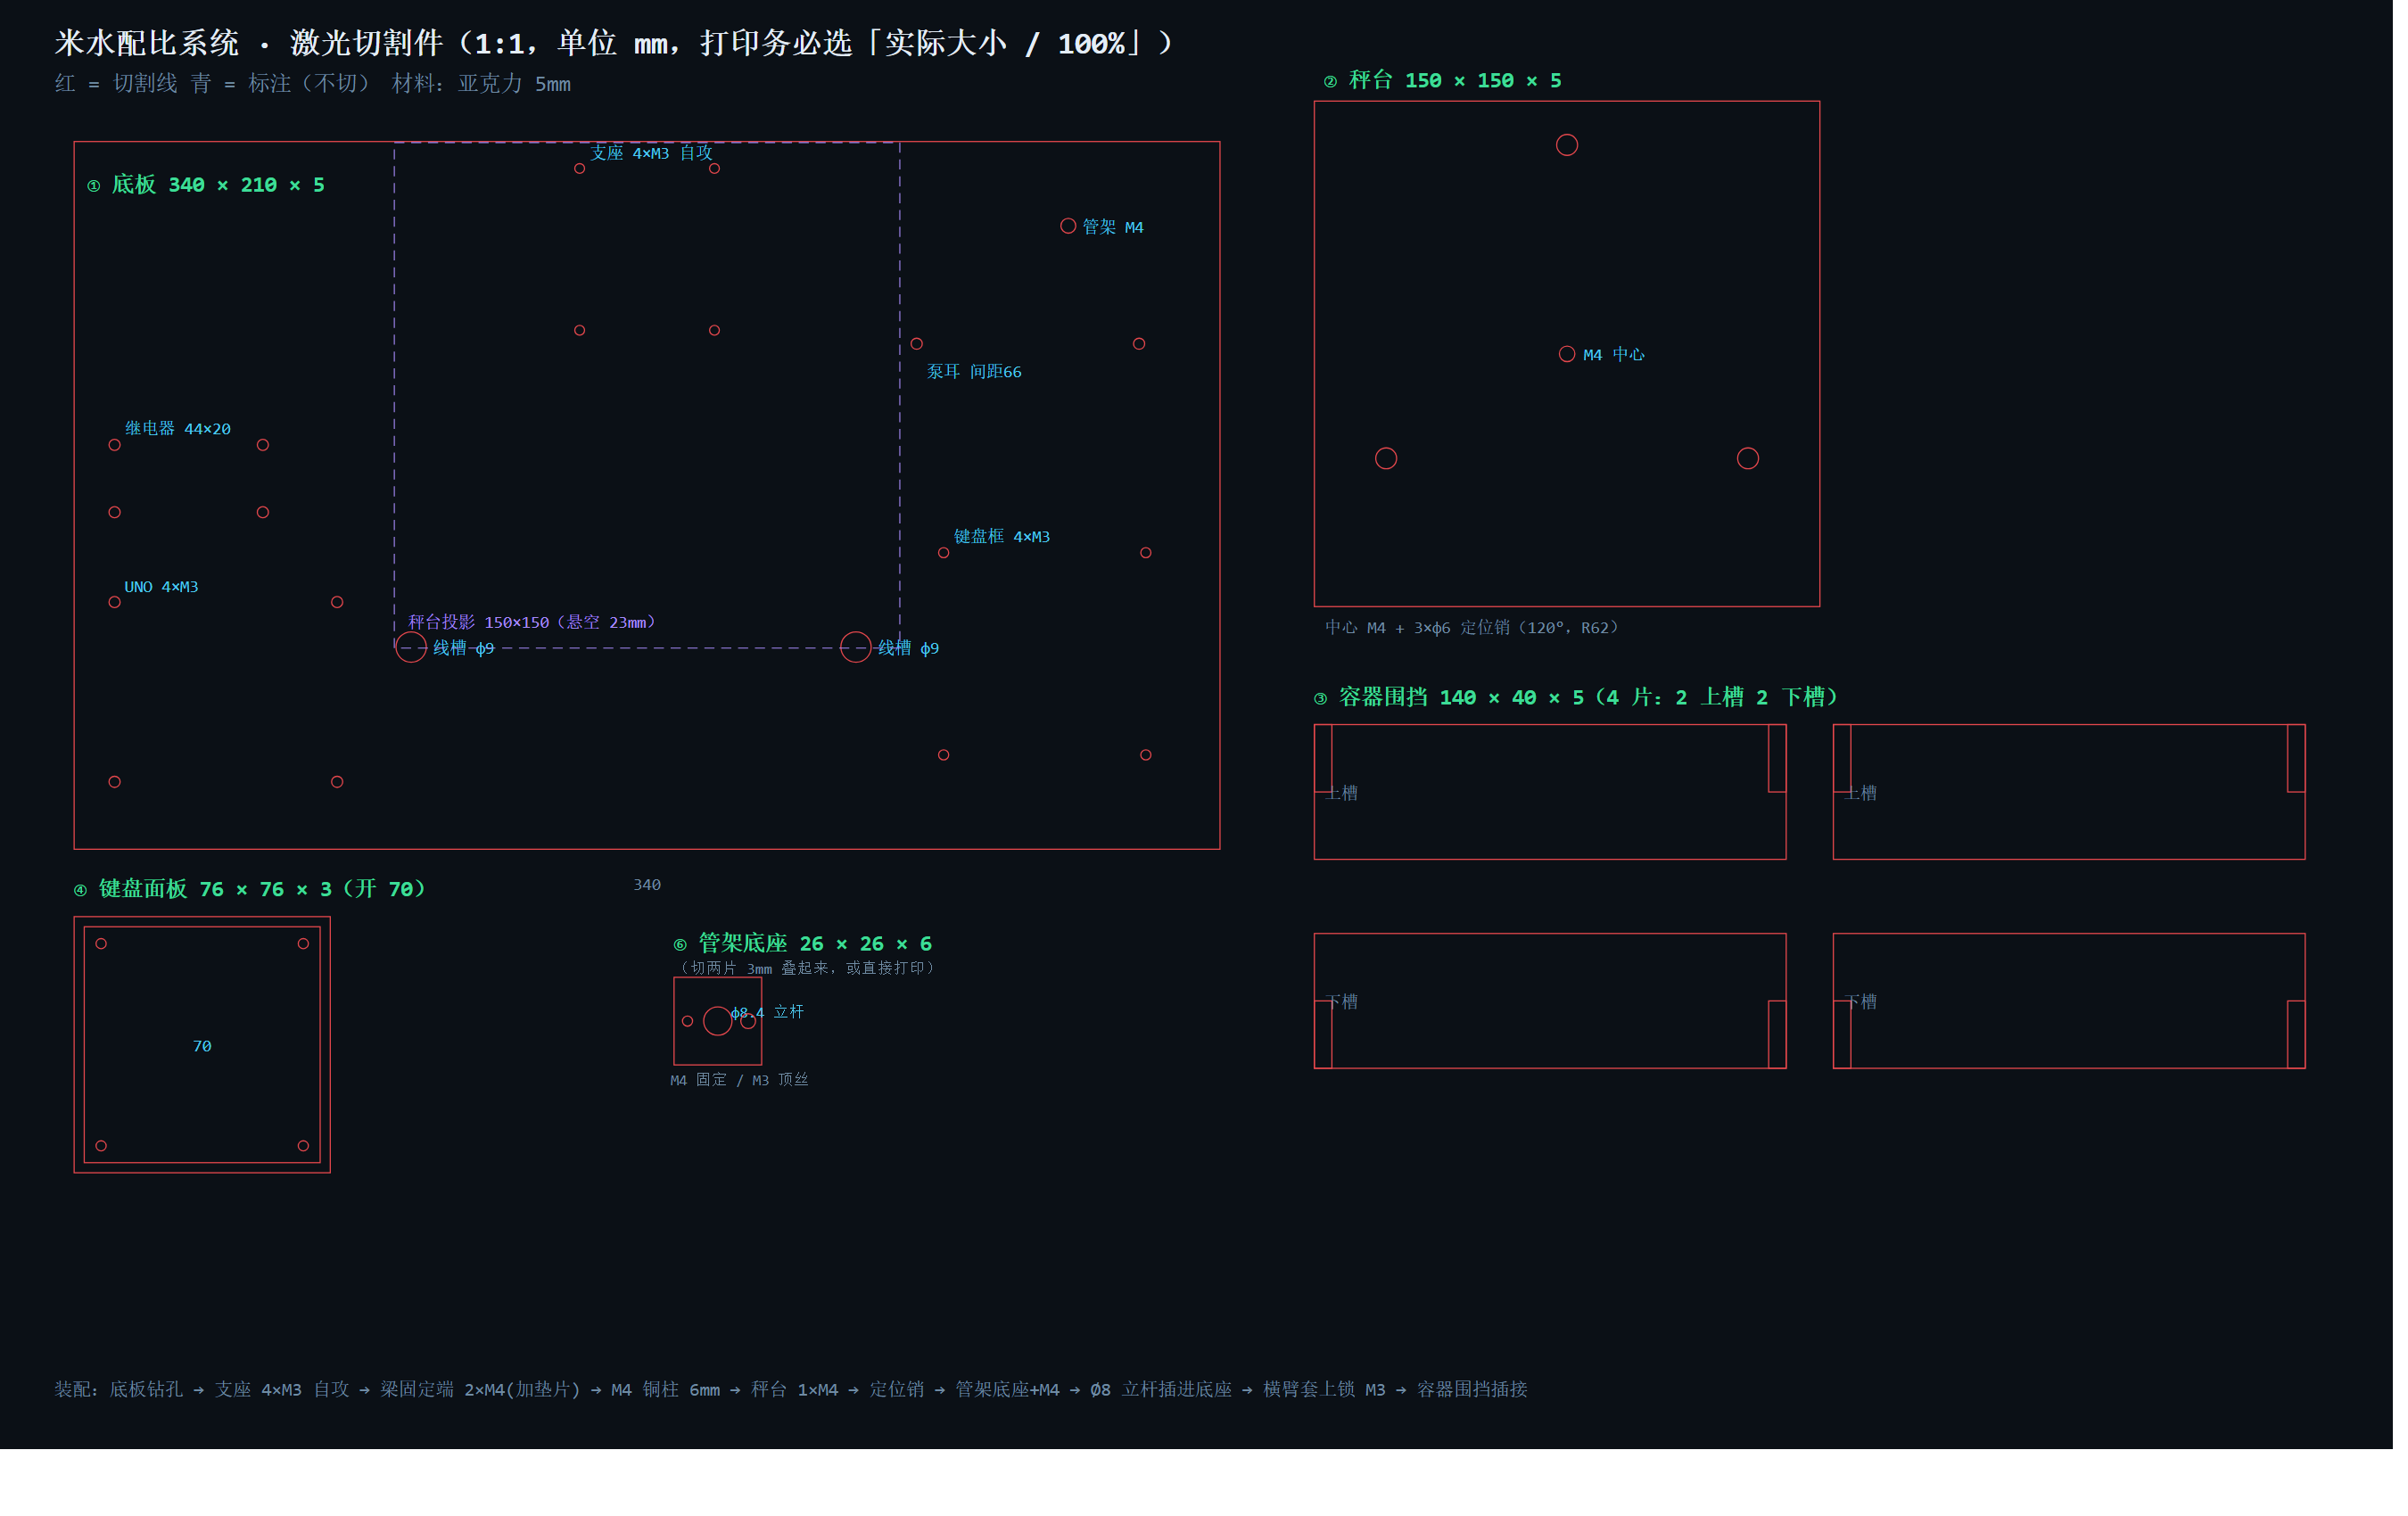 米水配比系统 · 激光切割件（1:1，单位 mm，打印务必选「实际大小 / 100%」）
红 = 切割线 青 = 标注（不切） 材料：亚克力 5mm
① 底板 340 × 210 × 5
支座 4×M3 自攻
管架 M4
泵耳 间距66
继电器 44×20
键盘框 4×M3
UNO 4×M3
秤台投影 150×150（悬空 23mm）
线槽 ϕ9
线槽 ϕ9
340
② 秤台 150 × 150 × 5
M4 中心
中心 M4 + 3×ϕ6 定位销（120°，R62）
③ 容器围挡 140 × 40 × 5（4 片：2 上槽 2 下槽）
上槽
上槽
下槽
下槽
④ 键盘面板 76 × 76 × 3（开 70）
70
⑥ 管架底座 26 × 26 × 6
（切两片 3mm 叠起来，或直接打印）
ϕ8.4 立杆
M4 固定 / M3 顶丝
装配：底板钻孔 → 支座 4×M3 自攻 → 梁固定端 2×M4(加垫片) → M4 铜柱 6mm → 秤台 1×M4 → 定位销 → 管架底座+M4 → Ø8 立杆插进底座 → 横臂套上锁 M3 → 容器围挡插接